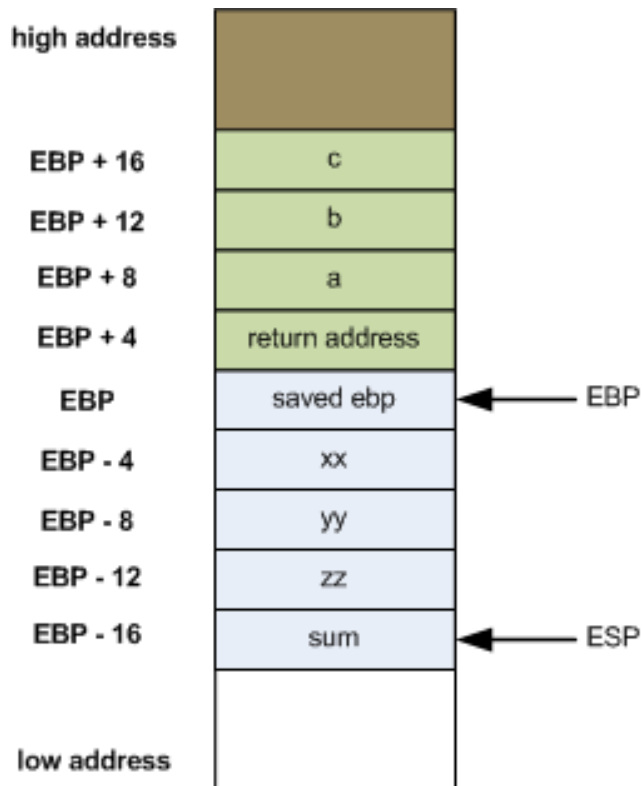 high address
EBP + 16 c
EBP + 12 b
EBP + 8 a
EBP + 4 return address
EBP saved ebp EBP
EBP - 4 xx
EBP - 8 yy
EBP - 12 zz
EBP - 16 sum ESP
low address